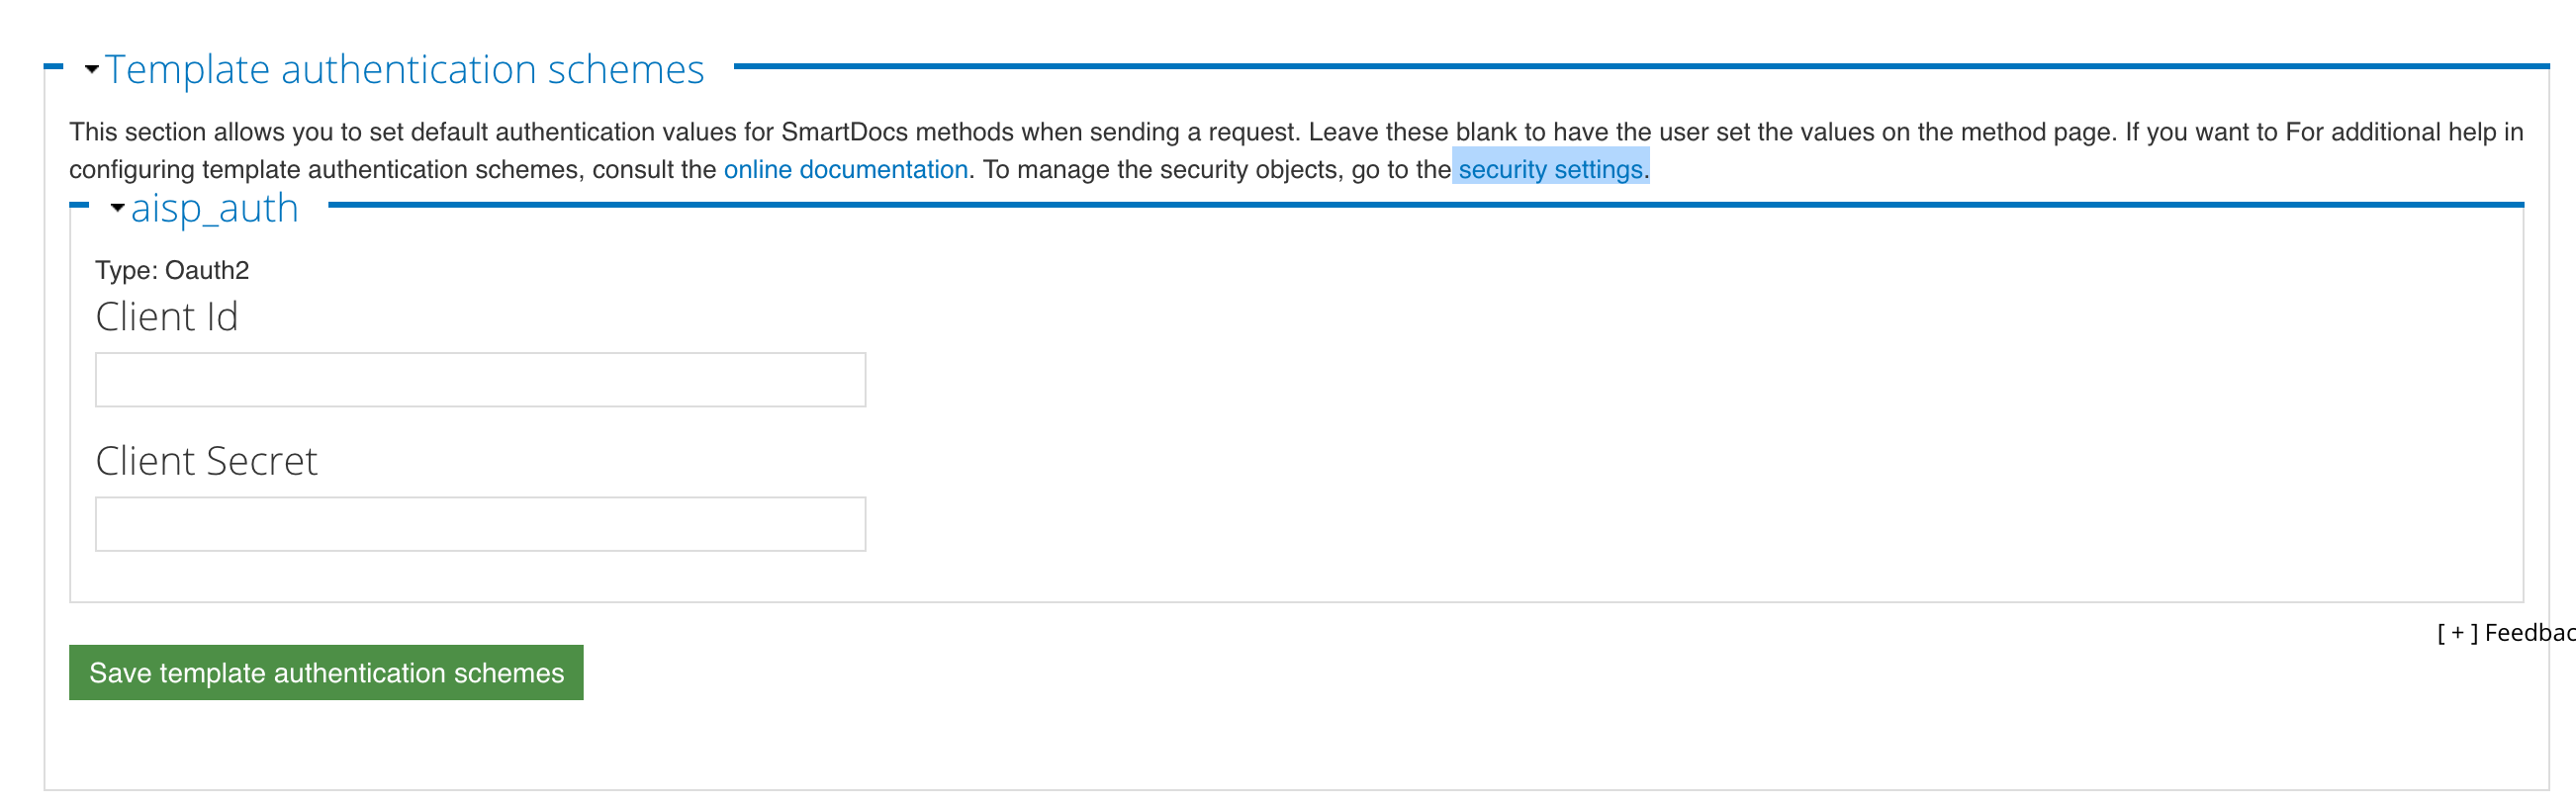 Template authentication schemes
This section allows you to set default authentication values for SmartDocs methods when sending a request. Leave these blank to have the user set the values on the method page. If you want to For additional help in
configuring template authentication schemes, consult the online documentation. To manage the security objects, go to the security settings.
aisp_auth
Type: Oauth2
Client Id
Client Secret
[ + ] Feedbac
Save template authentication schemes